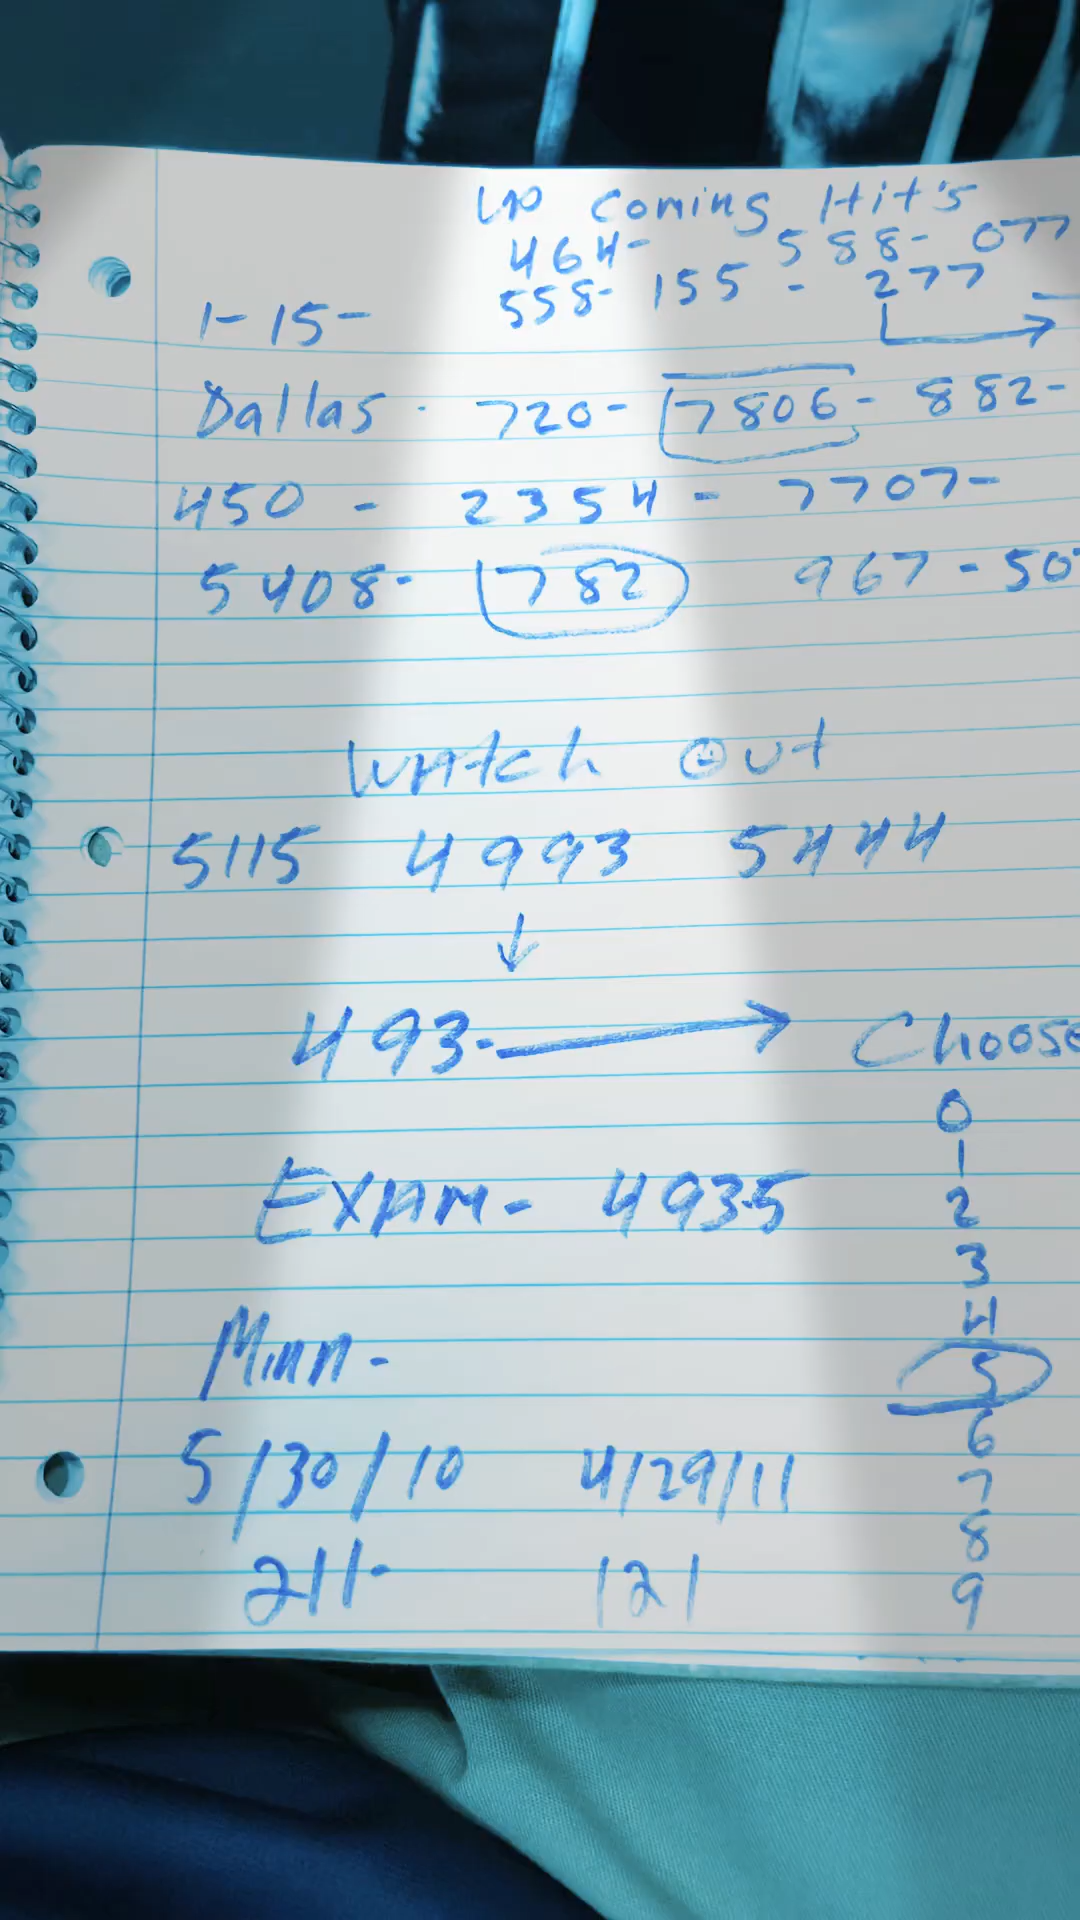 Up Coming Hit's
464- 588- 077
558- 155 - 277
1-15-
Dallas 720- 7806- 882-
450 - 2354 - 7707-
5408- 782 967-50
Watch Out
5115 4993 5444
493- Choose
0
1
2
EXAM- 4935
3
4
Minn-
5
6
5/30/10 4/29/11
7
8
211- 121
9